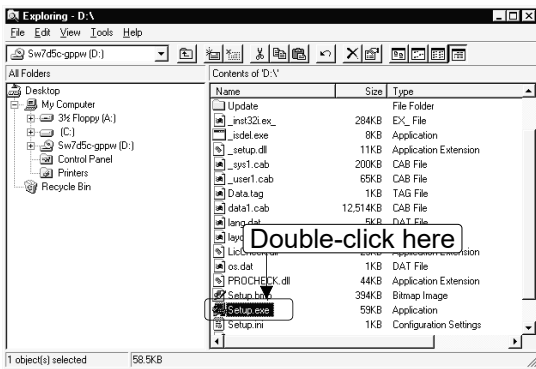 Exploring - D:\
File Edit View Tools Help
Sw7d5c-gppw (D:)
All Folders
Contents of 'D:\'
Desktop
My Computer
3½ Floppy (A:)
(C:)
Sw7d5c-gppw (D:)
Control Panel
Printers
Recycle Bin
Name Size Type
Update File Folder
_inst32i.ex_ 284KB EX_ File
_isdel.exe 8KB Application
_setup.dll 11KB Application Extension
_sys1.cab 200KB CAB File
_user1.cab 65KB CAB File
Data.tag 1KB TAG File
data1.cab 12,514KB CAB File
lang.dat 5KB DAT File
Double-click here
os.dat 1KB DAT File
PROCHECK.dll 44KB Application Extension
Setup.bmp 394KB Bitmap Image
Setup.exe 59KB Application
Setup.ini 1KB Configuration Settings
1 object(s) selected 58.5KB